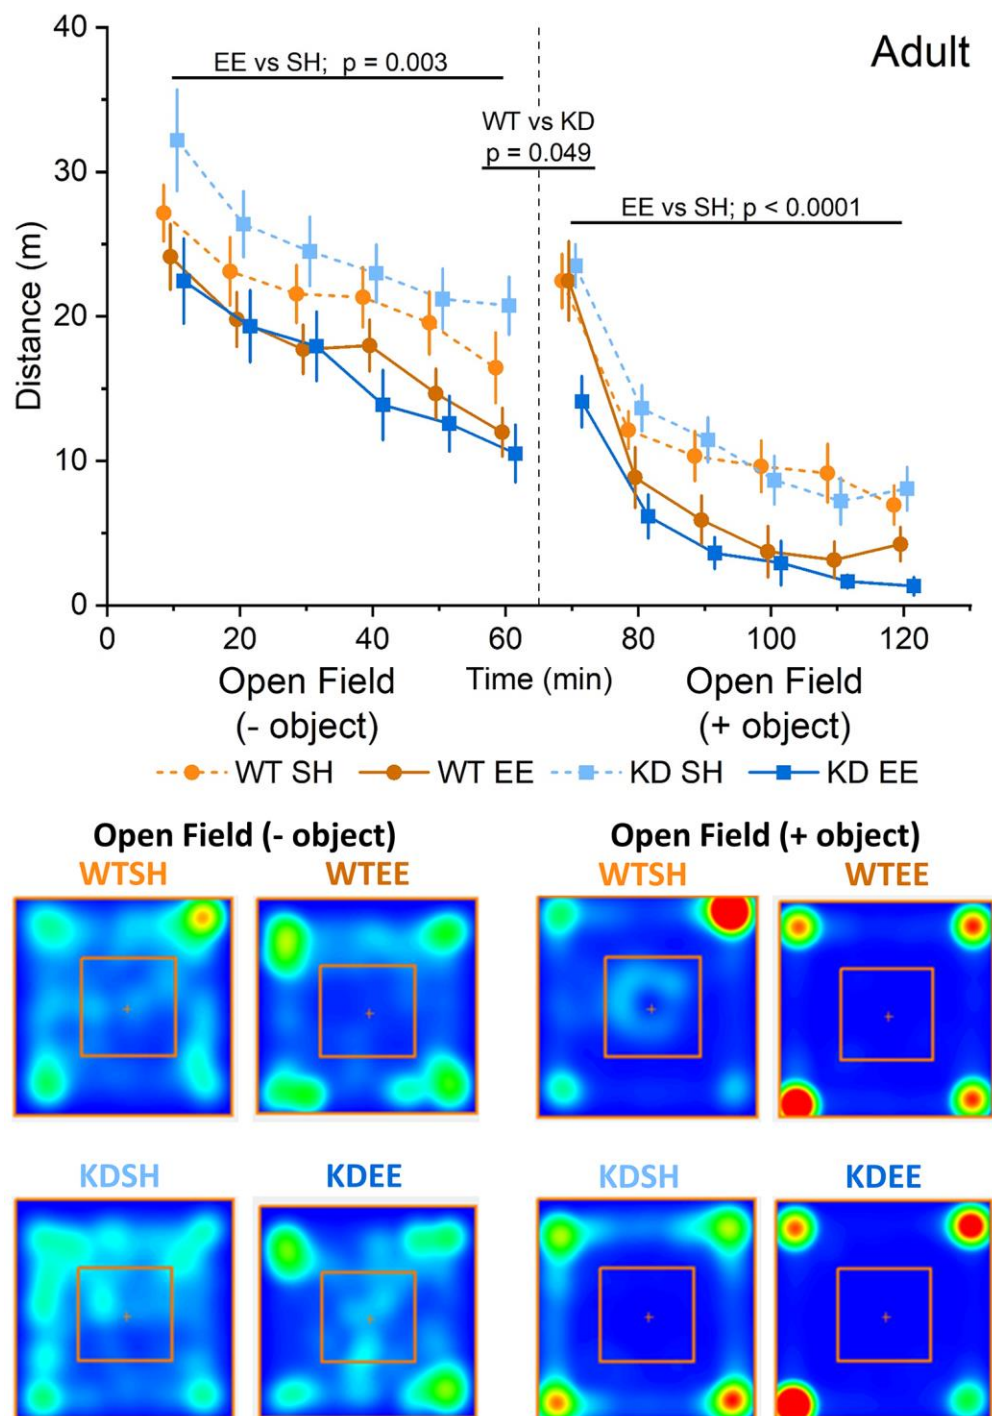 Adult
EE vs SH; p = 0.003
WT vs KD
p = 0.049
EE vs SH; p < 0.0001
Distance (m)
40
30
20
10
0
0 20 40 60 80 100 120
Open Field
(- object)
Time (min)
Open Field
(+ object)
WT SH WT EE KD SH KD EE
Open Field (- object) Open Field (+ object)
WTSH WTEE WTSH WTEE
KDSH KDEE KDSH KDEE